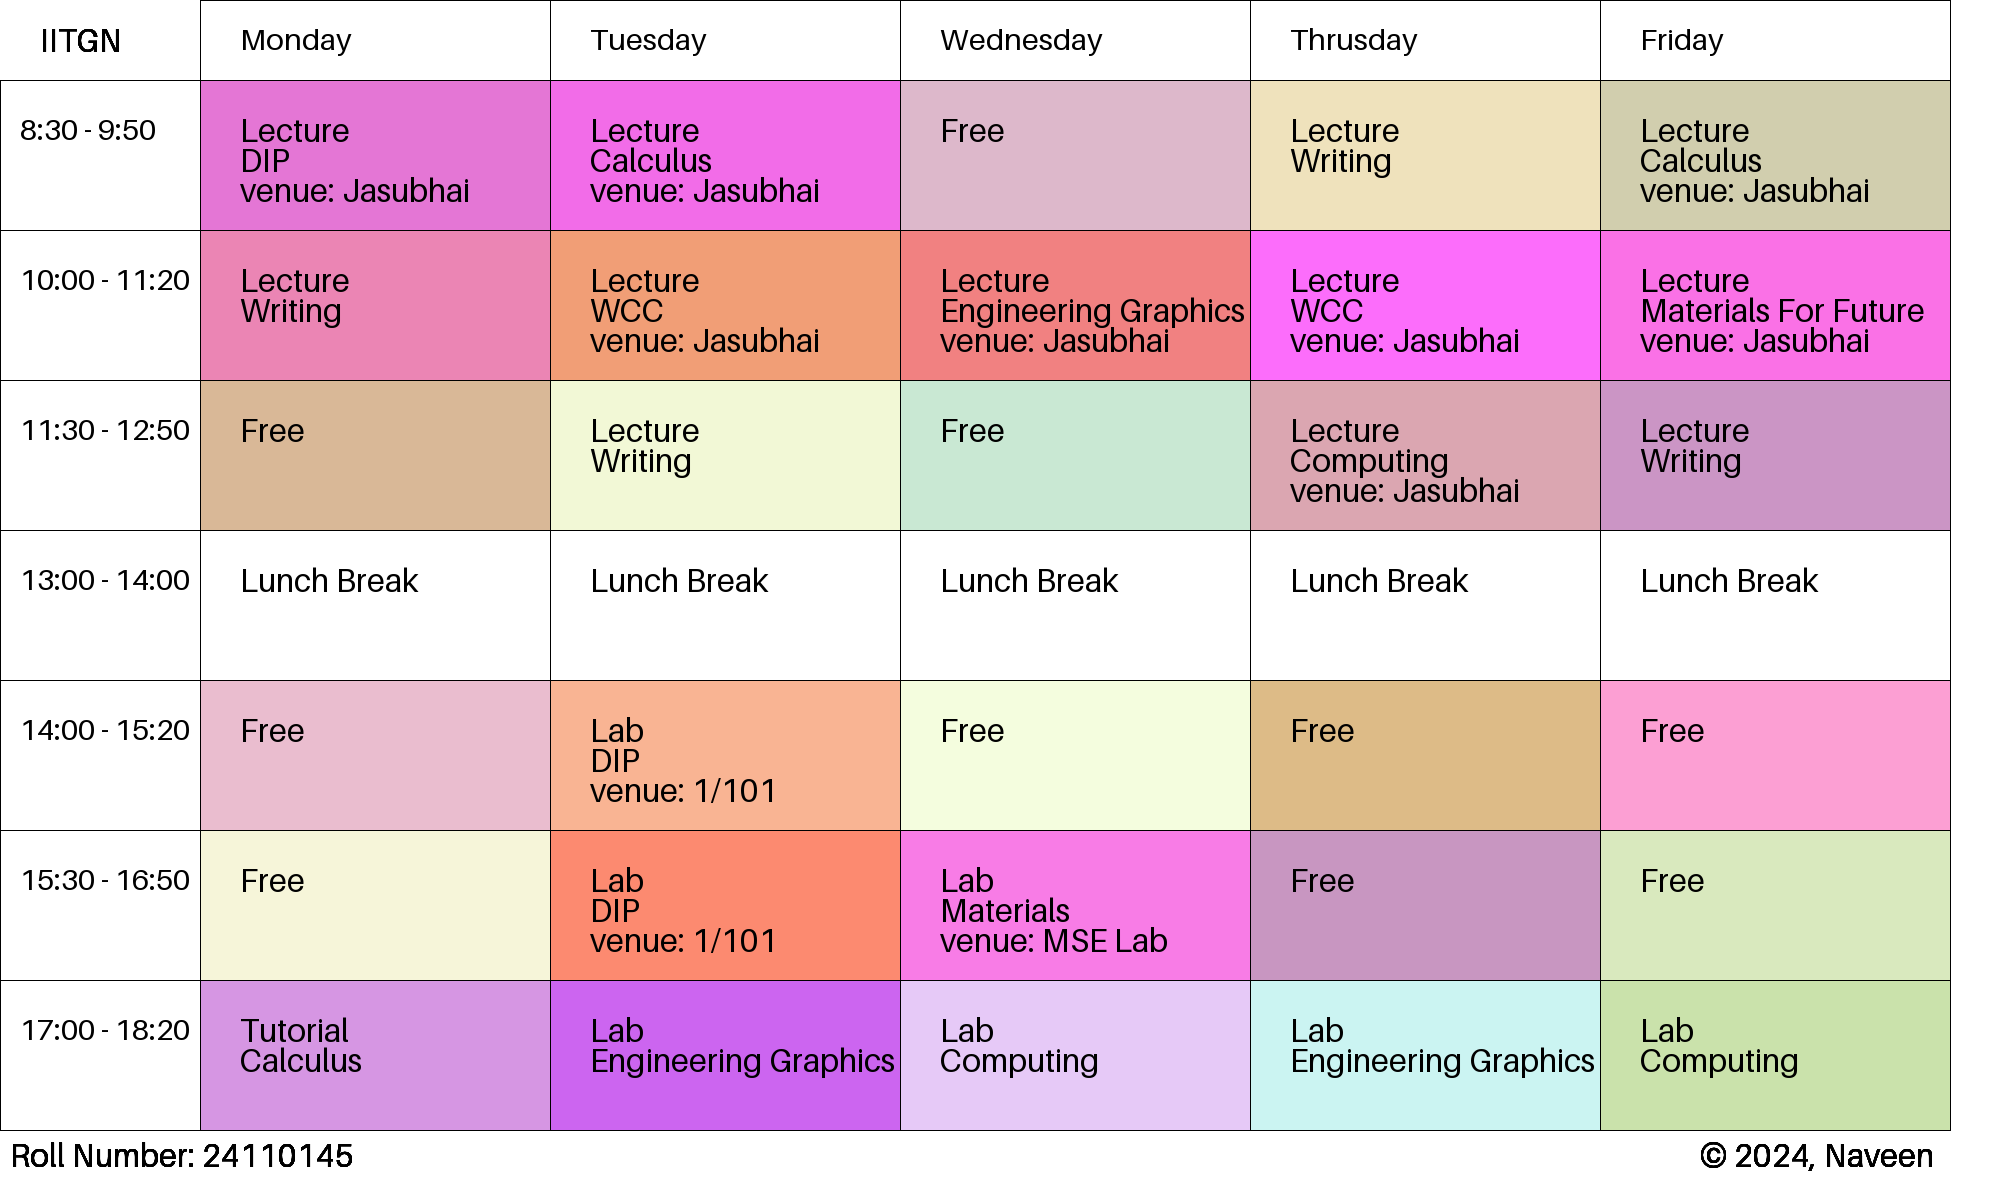 IITGN Monday Tuesday Wednesday Thrusday Friday
8:30 - 9:50
Lecture
DIP
venue: Jasubhai
Lecture
Calculus
venue: Jasubhai
Free
Lecture
Writing
Lecture
Calculus
venue: Jasubhai
10:00 - 11:20
Lecture
Writing
Lecture
WCC
venue: Jasubhai
Lecture
Engineering Graphics
venue: Jasubhai
Lecture
WCC
venue: Jasubhai
Lecture
Materials For Future
venue: Jasubhai
11:30 - 12:50
Free
Lecture
Writing
Free
Lecture
Computing
venue: Jasubhai
Lecture
Writing
13:00 - 14:00
Lunch Break
Lunch Break
Lunch Break
Lunch Break
Lunch Break
14:00 - 15:20
Free
Lab
DIP
venue: 1/101
Free
Free
Free
15:30 - 16:50
Free
Lab
DIP
venue: 1/101
Lab
Materials
venue: MSE Lab
Free
Free
17:00 - 18:20
Tutorial
Calculus
Lab
Engineering Graphics
Lab
Computing
Lab
Engineering Graphics
Lab
Computing
Roll Number: 24110145
© 2024, Naveen